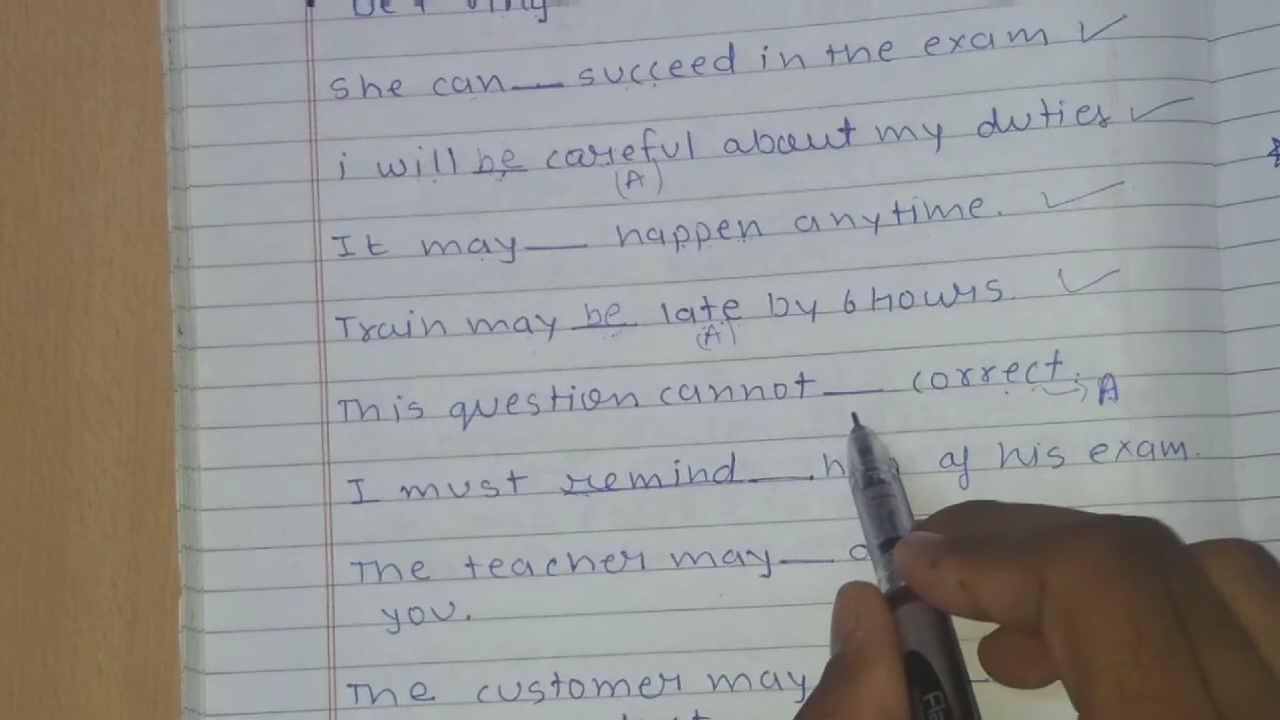 she can __ succeed in the exam ✓
i will be careful about my duties ✓
(A)
It may __ happen anytime. ✓
Train may be late by 6 hours. ✓
(A)
This question cannot __ correct. A
I must remind __ of his exam.
The teacher may __
you.
The customer may